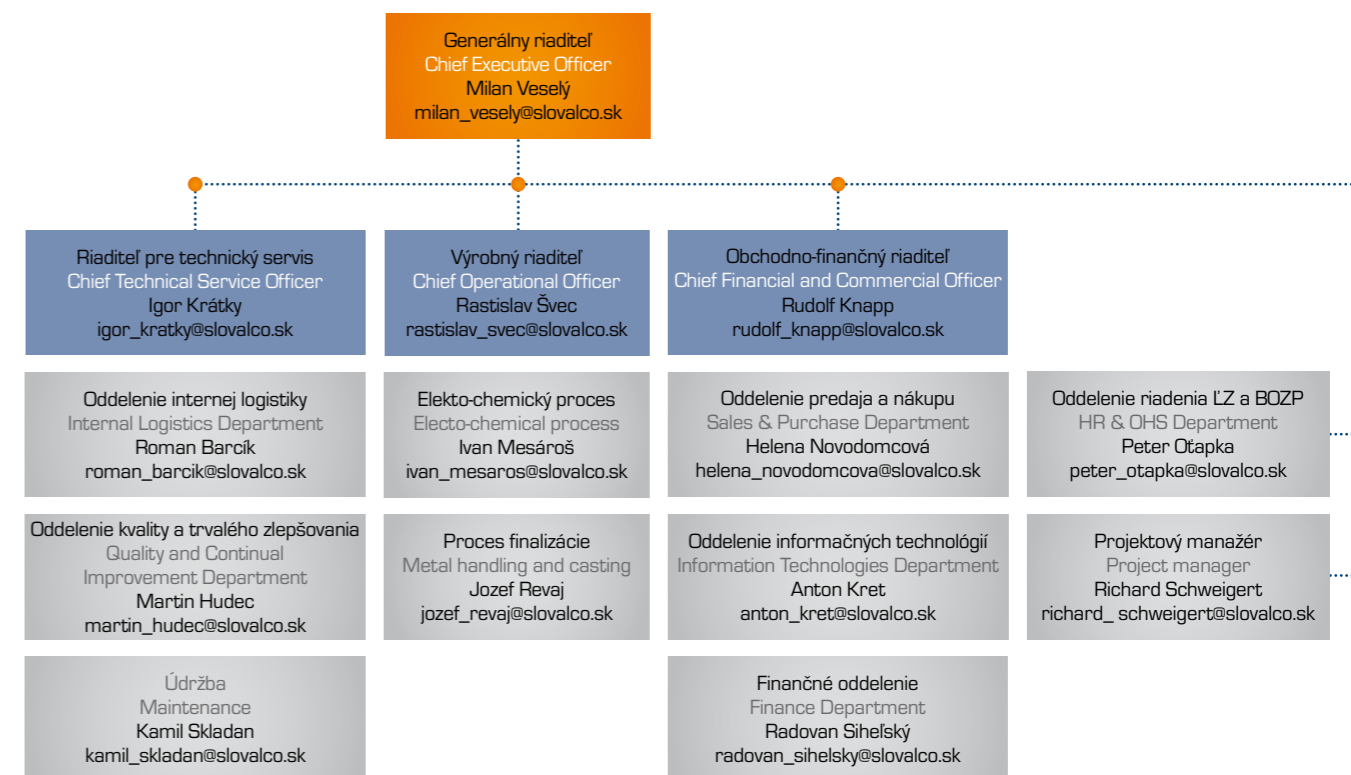 Generálny riaditeľ
Chief Executive Officer
Milan Veselý
milan_vesely@slovalco.sk
Riaditeľ pre technický servis
Chief Technical Service Officer
Igor Krátky
igor_kratky@slovalco.sk
Výrobný riaditeľ
Chief Operational Officer
Rastislav Švec
rastislav_svec@slovalco.sk
Obchodno-finančný riaditeľ
Chief Financial and Commercial Officer
Rudolf Knapp
rudolf_knapp@slovalco.sk
Oddelenie internej logistiky
Internal Logistics Department
Roman Barcík
roman_barcik@slovalco.sk
Elekto-chemický proces
Electo-chemical process
Ivan Mesároš
ivan_mesaros@slovalco.sk
Oddelenie predaja a nákupu
Sales & Purchase Department
Helena Novodomcová
helena_novodomcova@slovalco.sk
Oddelenie riadenia ĽZ a BOZP
HR & OHS Department
Peter Oťapka
peter_otapka@slovalco.sk
Oddelenie kvality a trvalého zlepšovania
Quality and Continual
Improvement Department
Martin Hudec
martin_hudec@slovalco.sk
Proces finalizácie
Metal handling and casting
Jozef Revaj
jozef_revaj@slovalco.sk
Oddelenie informačných technológií
Information Technologies Department
Anton Kret
anton_kret@slovalco.sk
Projektový manažér
Project manager
Richard Schweigert
richard_ schweigert@slovalco.sk
Údržba
Maintenance
Kamil Skladan
kamil_skladan@slovalco.sk
Finančné oddelenie
Finance Department
Radovan Siheľský
radovan_sihelsky@slovalco.sk